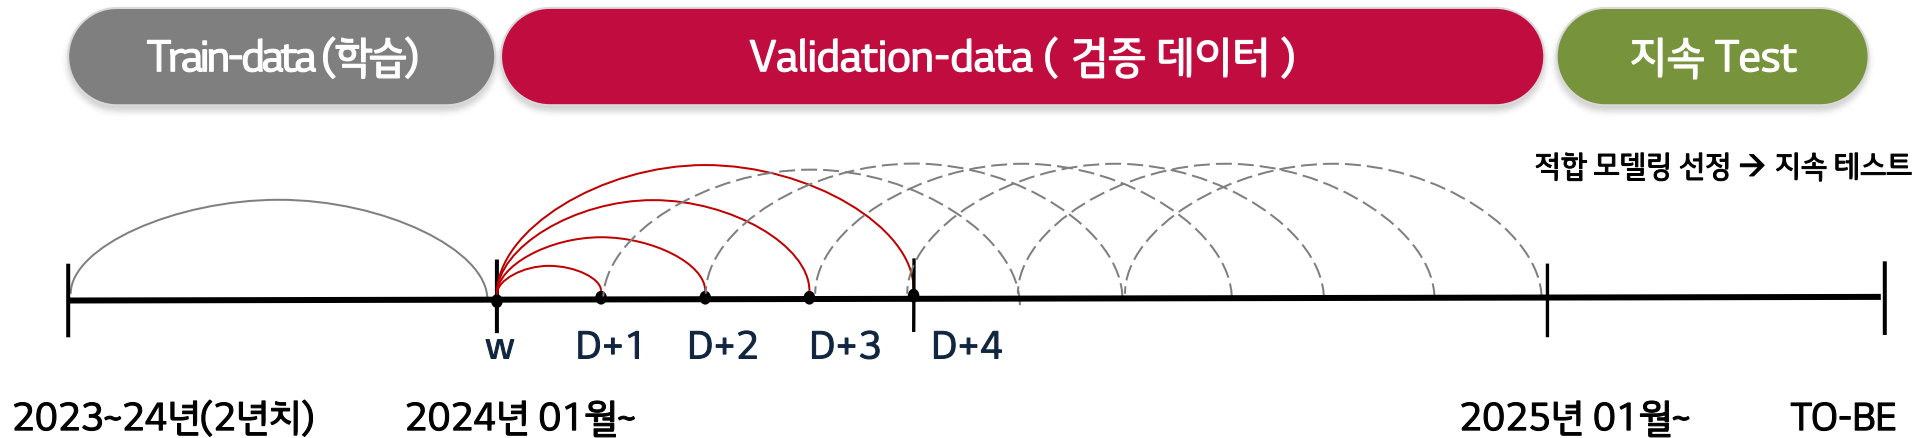 Train-data (학습)
Validation-data ( 검증 데이터 )
지속 Test
적합 모델링 선정 → 지속 테스트
w
D+1
D+2
D+3
D+4
2023~24년(2년치)
2024년 01월~
2025년 01월~
TO-BE